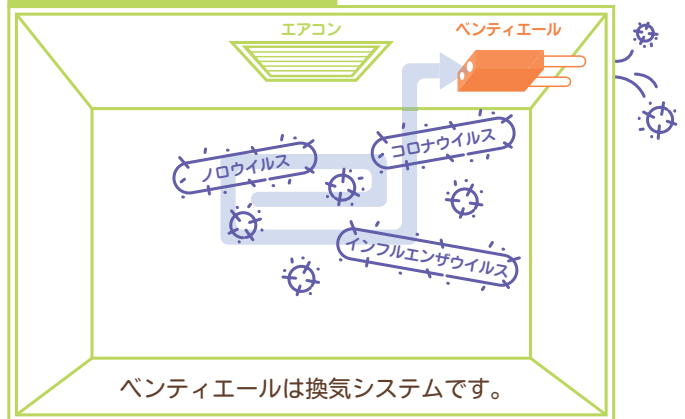 エアコン
ベンティエール
コロナウイルス
ノロウイルス
インフルエンザウイルス
ベンティエールは換気システムです。